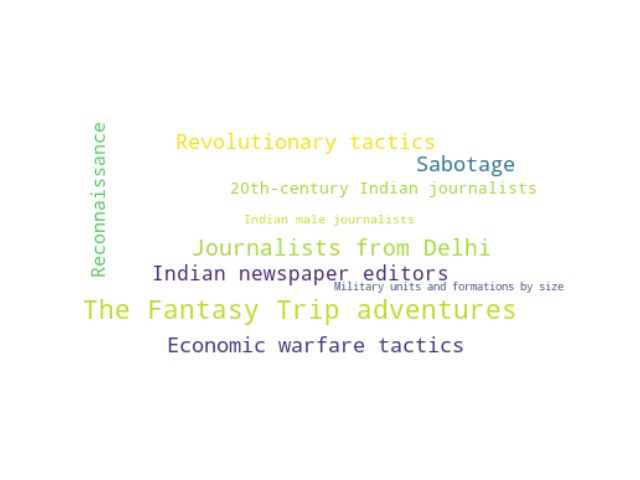 Reconnaissance
Revolutionary tactics
Sabotage
20th-century Indian journalists
Indian male journalists
Journalists from Delhi
Indian newspaper editors
Military units and formations by size
The Fantasy Trip adventures
Economic warfare tactics